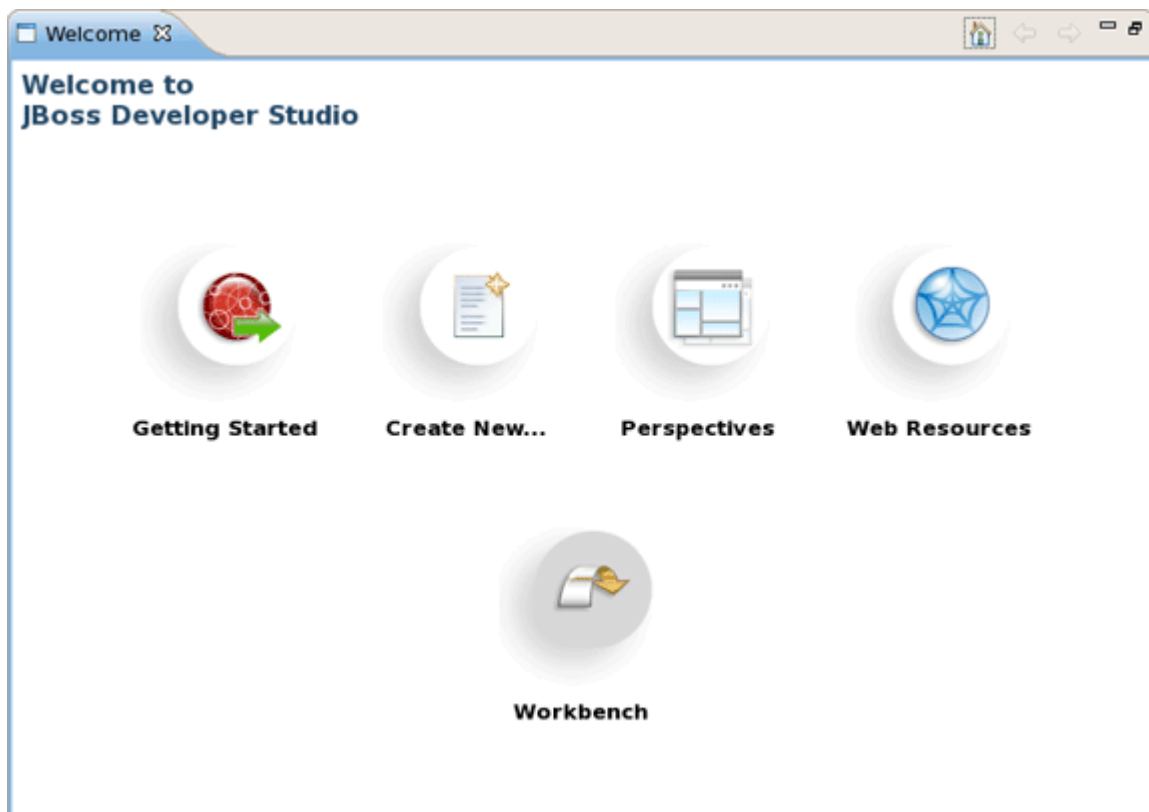 Welcome
Welcome to
JBoss Developer Studio
Getting Started
Create New...
Perspectives
Web Resources
Workbench